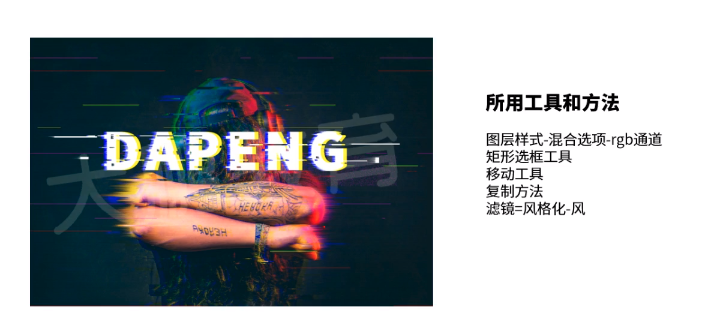 DAPENG
大 育
所用工具和方法
图层样式-混合选项-rgb通道
矩形选框工具
移动工具
复制方法
滤镜=风格化-风